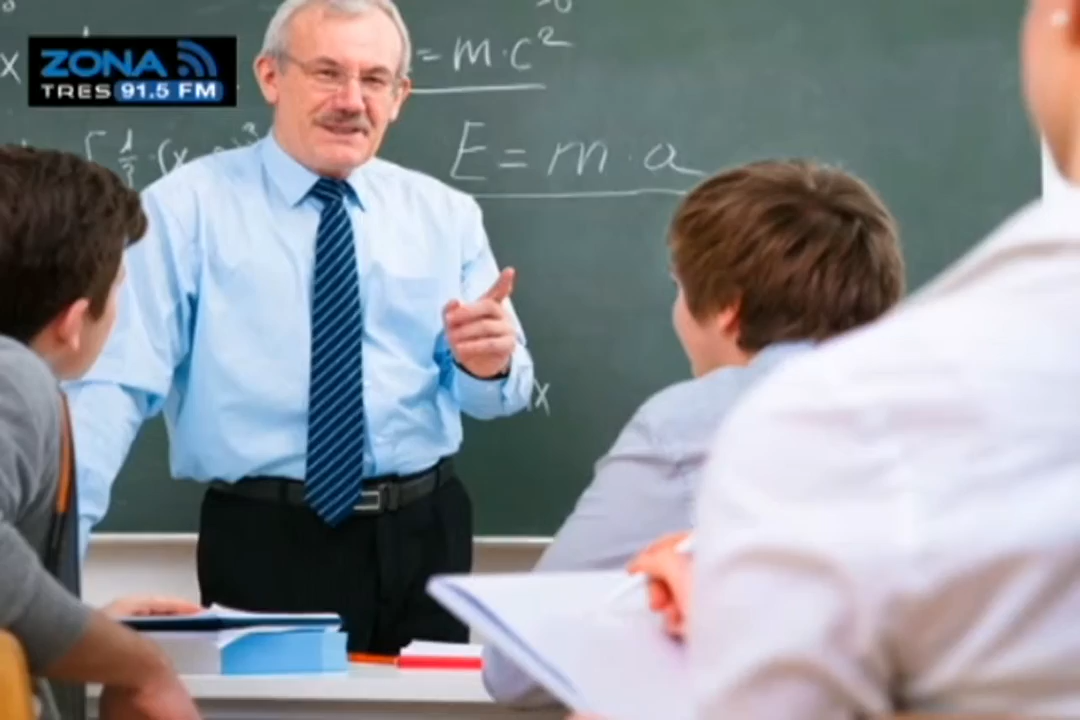 ZONA
TRES 91.5 FM
= m·c²
E = m·a
x
x